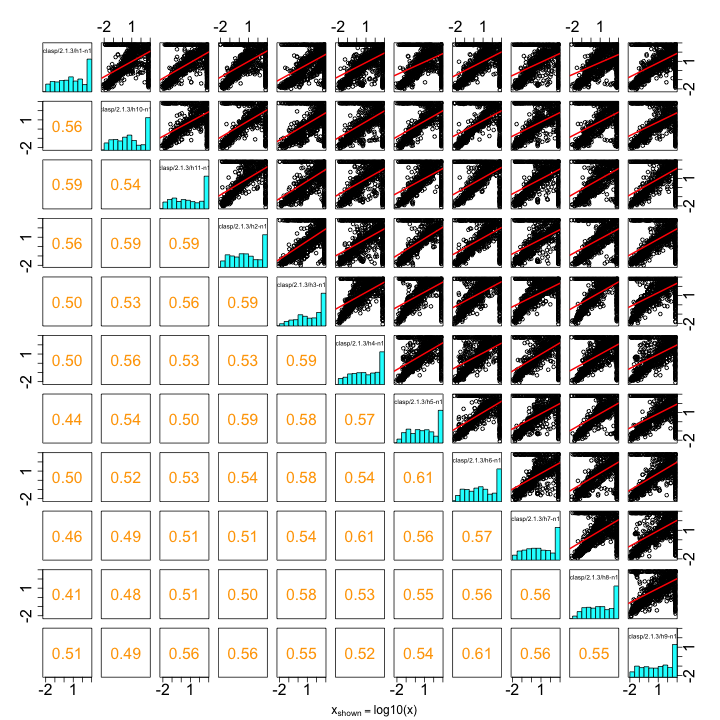 -2 1 -2 1 -2 1 -2 1 -2 1
clasp/2.1.3/h1-n1
-2 1
1 -2
0.56
clasp/2.1.3/h10-n1
0.59 0.54
clasp/2.1.3/h11-n1
-2 1
1 -2
0.56 0.59 0.59
clasp/2.1.3/h2-n1
0.50 0.53 0.56 0.59
clasp/2.1.3/h3-n1
-2 1
1 -2
0.50 0.56 0.53 0.53 0.59
clasp/2.1.3/h4-n1
0.44 0.54 0.50 0.59 0.58 0.57
clasp/2.1.3/h5-n1
-2 1
1 -2
0.50 0.52 0.53 0.54 0.58 0.54 0.61
clasp/2.1.3/h6-n1
0.46 0.49 0.51 0.51 0.54 0.61 0.56 0.57
clasp/2.1.3/h7-n1
-2 1
1 -2
0.41 0.48 0.51 0.50 0.58 0.53 0.55 0.56 0.56
clasp/2.1.3/h8-n1
0.51 0.49 0.56 0.56 0.55 0.52 0.54 0.61 0.56 0.55
clasp/2.1.3/h9-n1
-2 1
-2 1 -2 1 -2 1 -2 1 -2 1 -2 1
xshown = log10(x)